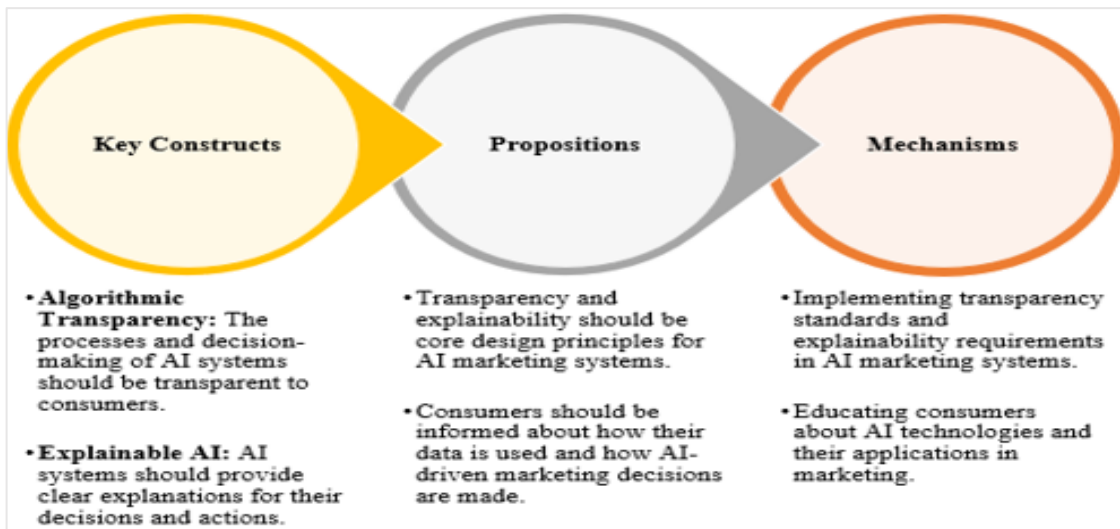 Key Constructs
Propositions
Mechanisms
• Algorithmic
Transparency: The
processes and decision-
making of AI systems
should be transparent to
consumers.
• Explainable AI: AI
systems should provide
clear explanations for their
decisions and actions.
• Transparency and
explainability should be
core design principles for
AI marketing systems.
• Consumers should be
informed about how their
data is used and how AI-
driven marketing decisions
are made.
• Implementing transparency
standards and
explainability requirements
in AI marketing systems.
• Educating consumers
about AI technologies and
their applications in
marketing.